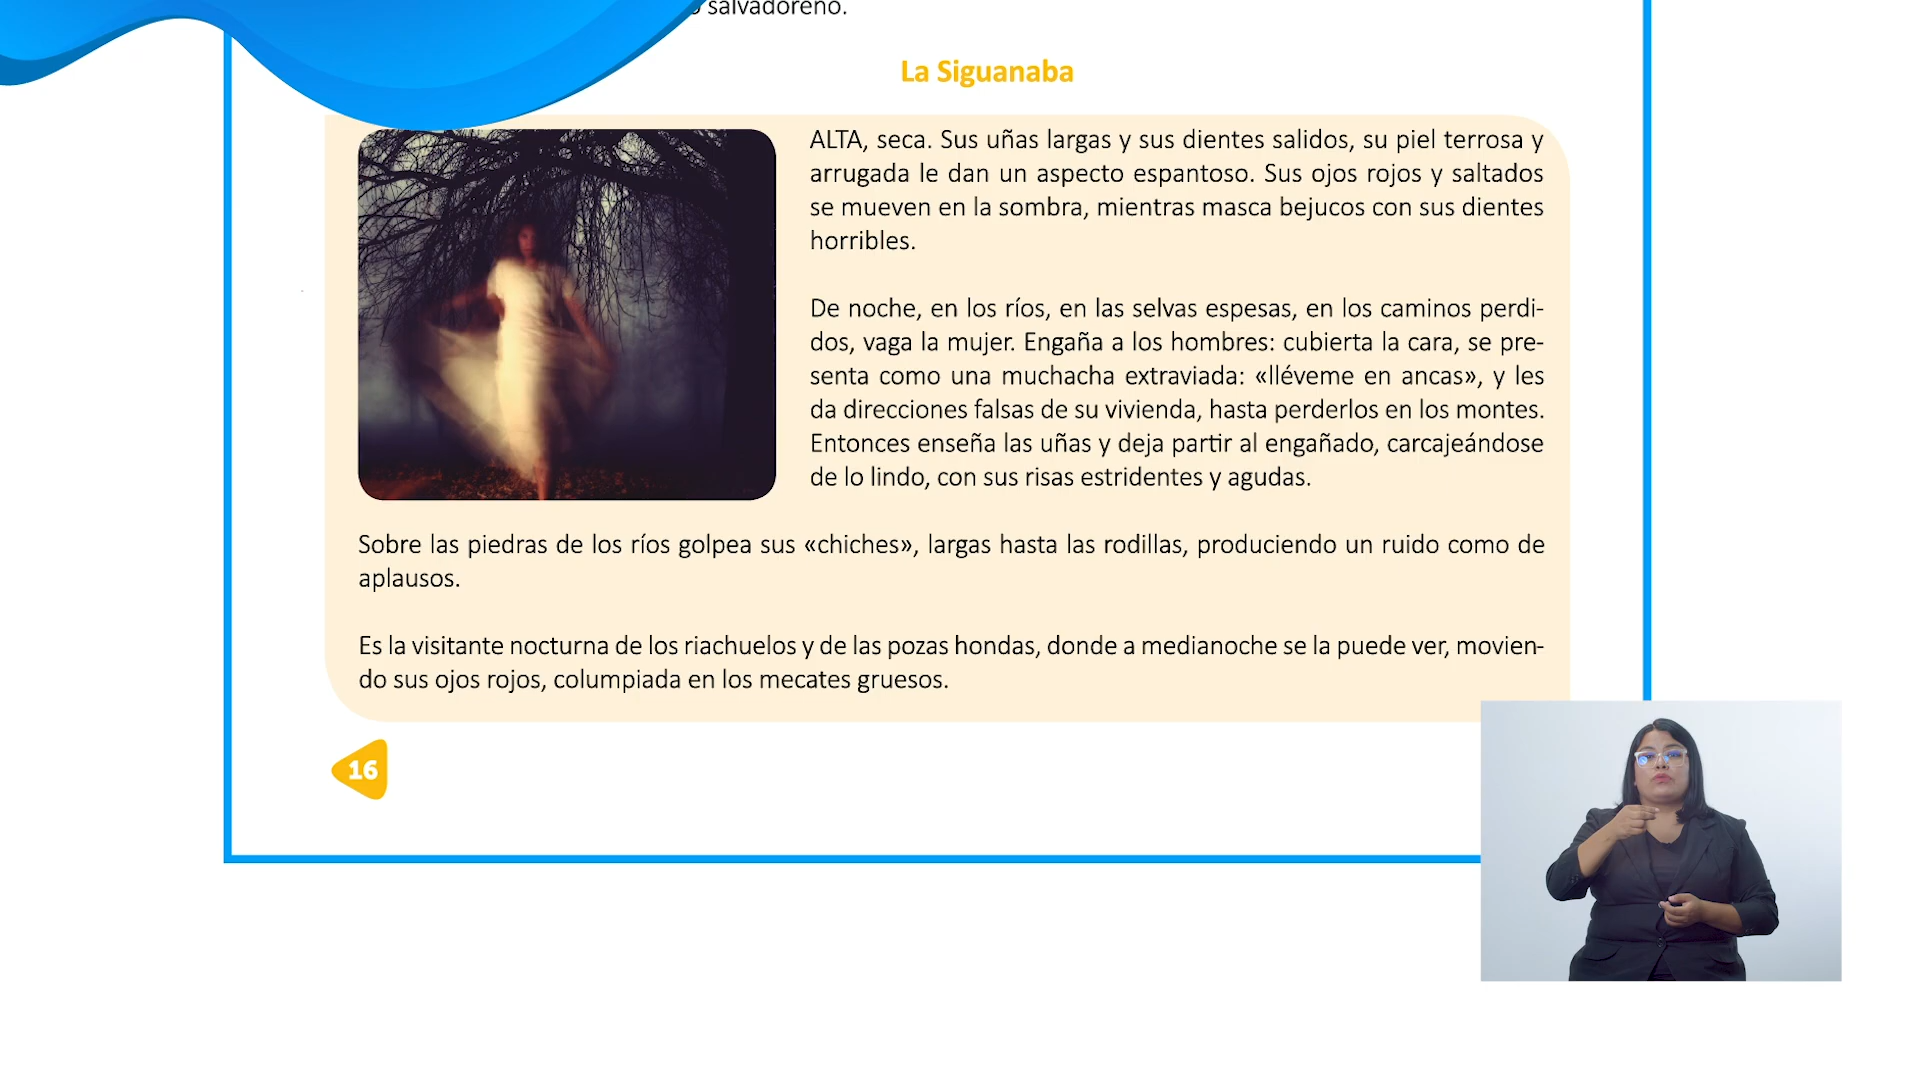 salvadoreño.
La Siguanaba
ALTA, seca. Sus uñas largas y sus dientes salidos, su piel terrosa y
arrugada le dan un aspecto espantoso. Sus ojos rojos y saltados
se mueven en la sombra, mientras masca bejucos con sus dientes
horribles.
De noche, en los ríos, en las selvas espesas, en los caminos perdi-
dos, vaga la mujer. Engaña a los hombres: cubierta la cara, se pre-
senta como una muchacha extraviada: «lléveme en ancas», y les
da direcciones falsas de su vivienda, hasta perderlos en los montes.
Entonces enseña las uñas y deja partir al engañado, carcajeándose
de lo lindo, con sus risas estridentes y agudas.
Sobre las piedras de los ríos golpea sus «chiches», largas hasta las rodillas, produciendo un ruido como de
aplausos.
Es la visitante nocturna de los riachuelos y de las pozas hondas, donde a medianoche se la puede ver, movien-
do sus ojos rojos, columpiada en los mecates gruesos.
16